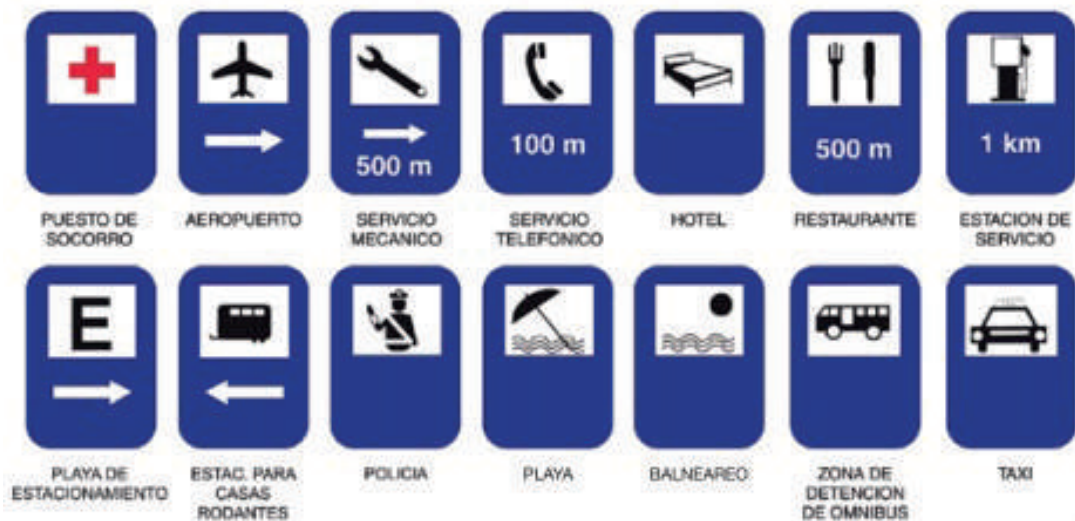 500 m
100 m
500 m
1 km
PUESTO DE
SOCORRO
AEROPUERTO
SERVICIO
MECANICO
SERVICIO
TELEFONICO
HOTEL
RESTAURANTE
ESTACION DE
SERVICIO
E
PLAYA DE
ESTACIONAMIENTO
ESTAC. PARA
CASAS
RODANTES
POLICIA
PLAYA
BALNEAREO
ZONA DE
DETENCION
DE OMNIBUS
TAXI